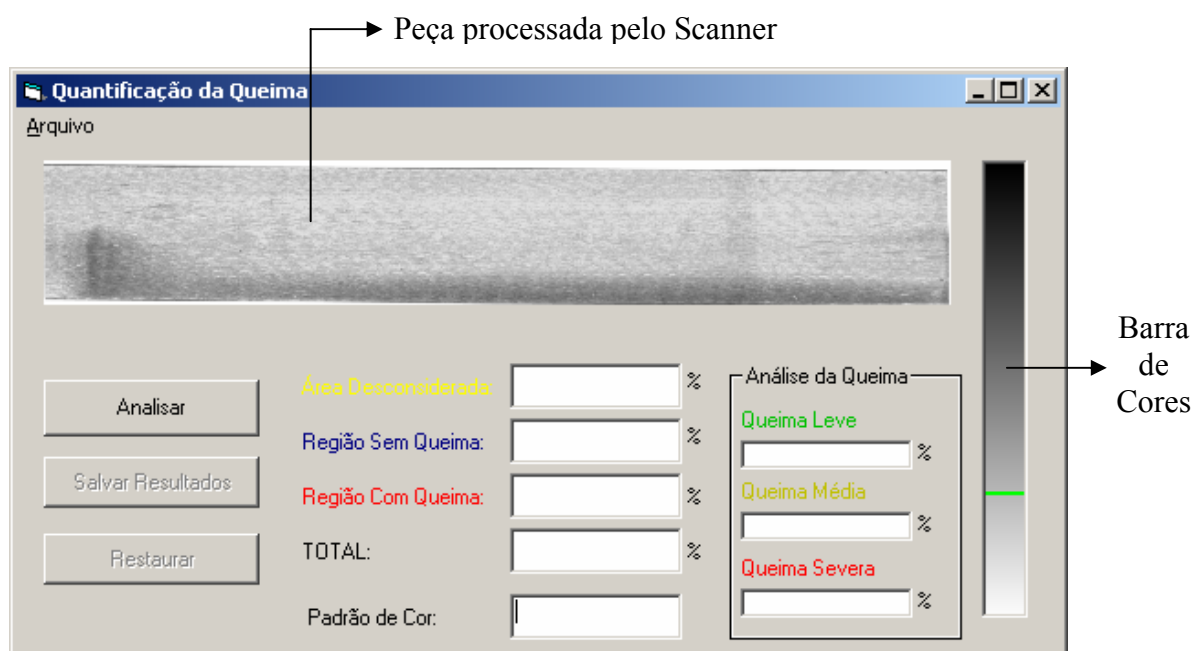 Peça processada pelo Scanner
Quantificação da Queima
Arquivo
Analisar
Salvar Resultados
Restaurar
Área Desconsiderada: %
Região Sem Queima: %
Região Com Queima: %
TOTAL: %
Padrão de Cor:
Análise da Queima
Queima Leve
%
Queima Média
%
Queima Severa
%
Barra
de
Cores